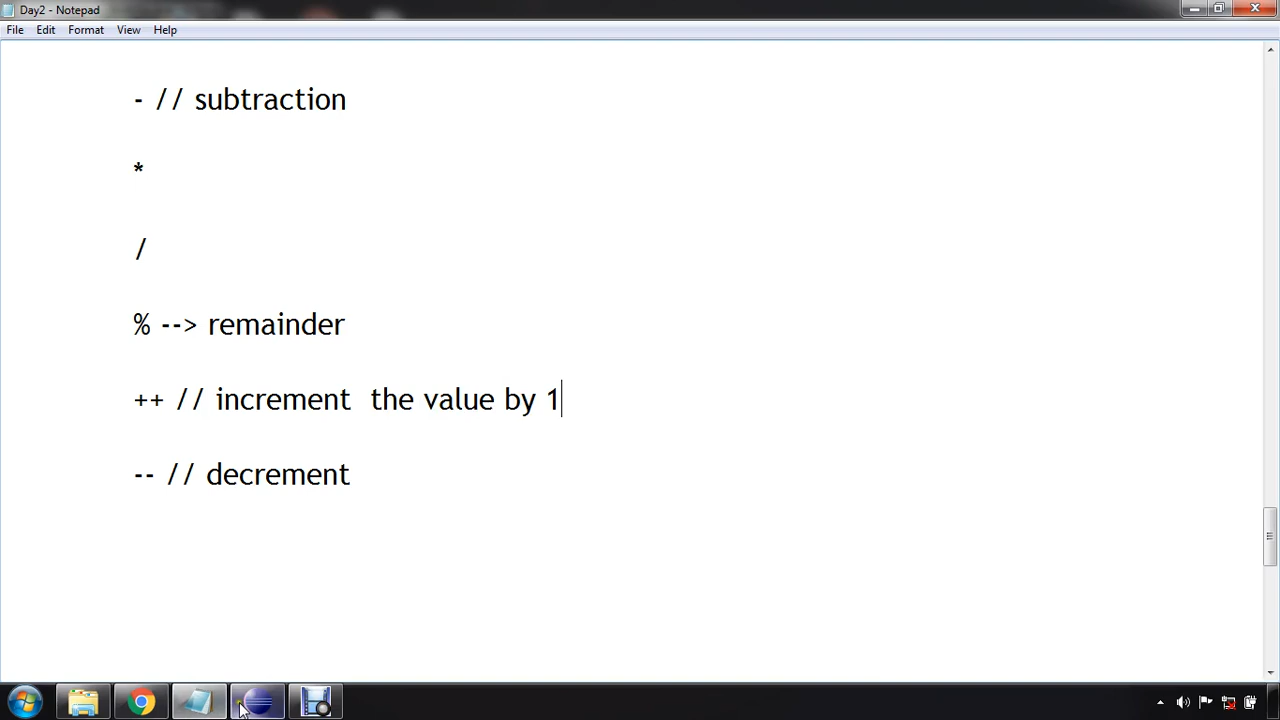 Day2 - Notepad
File Edit Format View Help
- // subtraction
*
/
% --> remainder
++ // increment  the value by 1
-- // decrement